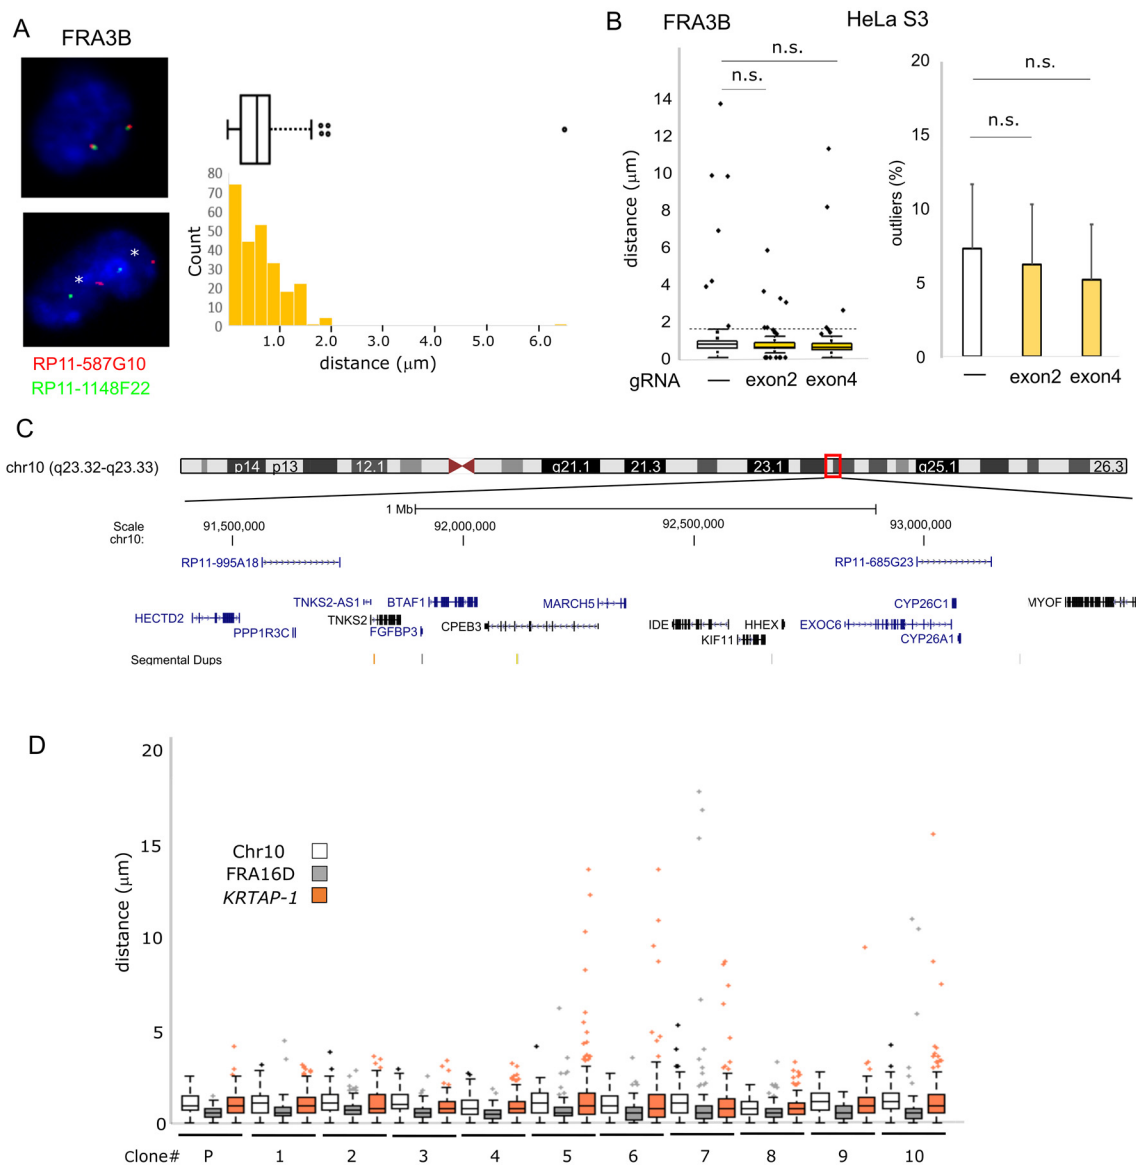 A
FRA3B
*
*
RP11-587G10
RP11-1148F22
80
70
60
50
40
30
20
10
0
Count
1.0 2.0 3.0 4.0 5.0 6.0
distance (μm)
B
FRA3B
HeLa S3
n.s.
n.s.
14
12
10
8
6
4
2
0
distance (μm)
gRNA — exon2 exon4
n.s.
n.s.
20
15
10
5
0
outliers (%)
— exon2 exon4
C
chr10 (q23.32-q23.33)
p14 p13 12.1 q21.1 21.3 23.1 q25.1 26.3
Scale
chr10:
1 Mb
91,500,000 92,000,000 92,500,000 93,000,000
RP11-995A18 RP11-685G23
TNKS2-AS1 BTAF1 MARCH5 CYP26C1 MYOF
HECTD2 TNKS2 CPEB3 IDE HHEX EXOC6
PPP1R3C FGFBP3 KIF11 CYP26A1
Segmental Dups
D
20
15
10
5
0
distance (μm)
Chr10
FRA16D
KRTAP-1
Clone# P 1 2 3 4 5 6 7 8 9 10